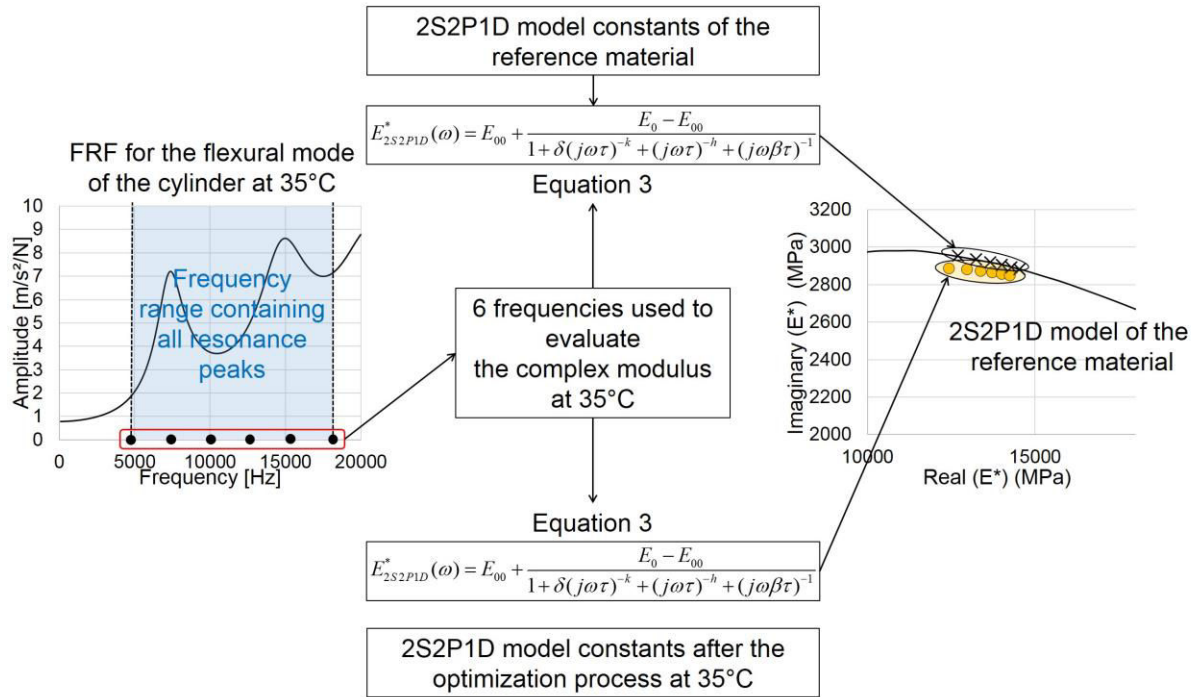 2S2P1D model constants of the
reference material
E*2S2P1D(ω) = E00 + (E0 − E00) / (1 + δ(jωτ)^−k + (jωτ)^−h + (jωβτ)^−1)
Equation 3
FRF for the flexural mode
of the cylinder at 35°C
Amplitude [m/s²/N]
10
9
8
7
6
5
4
3
2
1
0
Frequency
range containing
all resonance
peaks
0
5000
10000
15000
20000
Frequency [Hz]
6 frequencies used to
evaluate
the complex modulus
at 35°C
Imaginary (E*) (MPa)
3200
3000
2800
2600
2400
2200
2000
2S2P1D model of the
reference material
10000
15000
Real (E*) (MPa)
Equation 3
E*2S2P1D(ω) = E00 + (E0 − E00) / (1 + δ(jωτ)^−k + (jωτ)^−h + (jωβτ)^−1)
2S2P1D model constants after the
optimization process at 35°C